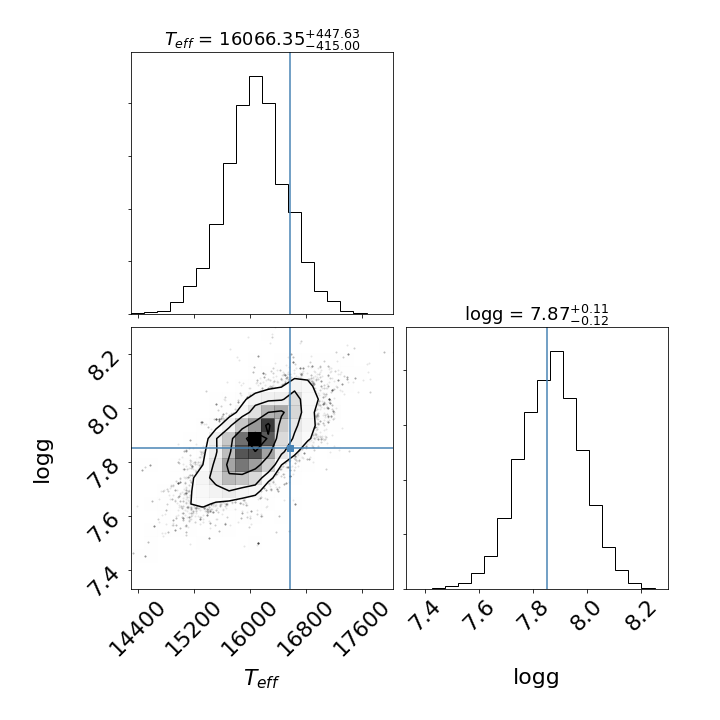 T_eff = 16066.35^{+447.63}_{-415.00}
logg = 7.87^{+0.11}_{-0.12}
8.2
8.0
7.8
7.6
7.4
logg
14400 15200 16000 16800 17600
7.4 7.6 7.8 8.0 8.2
T_eff
logg